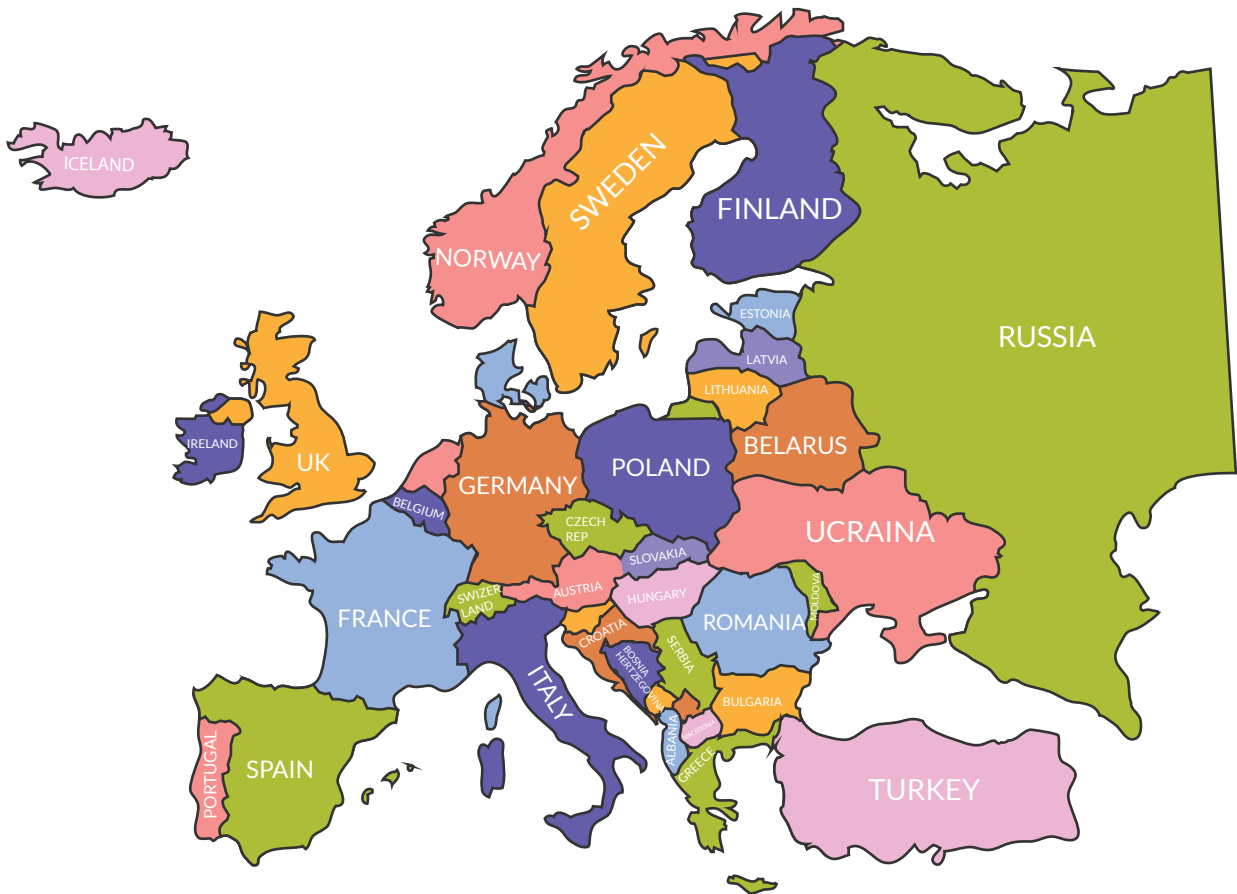 ICELAND
SWEDEN
FINLAND
NORWAY
ESTONIA
RUSSIA
LATVIA
LITHUANIA
IRELAND
UK
BELARUS
GERMANY
POLAND
BELGIUM
CZECH
REP
UCRAINA
SLOVAKIA
AUSTRIA
SWIZER
LAND
HUNGARY
MOLDOVA
FRANCE
ROMANIA
CROATIA
SERBIA
BOSNIA
HERTZEGOVINA
ITALY
BULGARIA
MACEDONIA
ALBANIA
GREECE
PORTUGAL
SPAIN
TURKEY